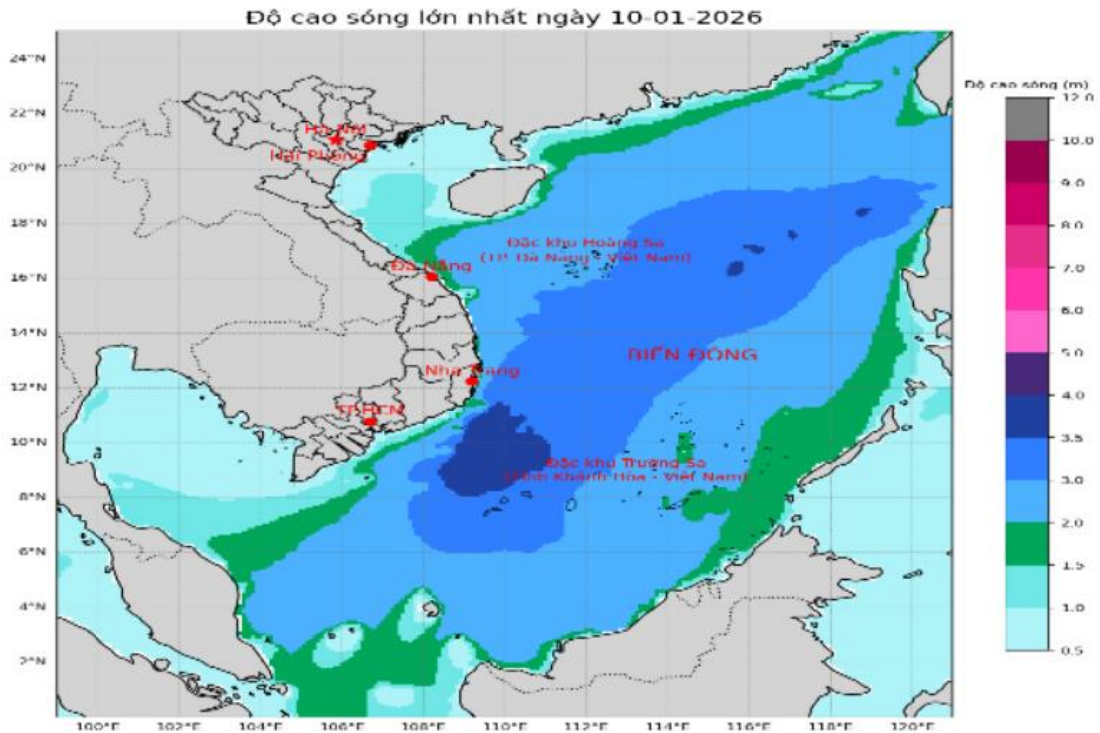 Độ cao sóng lớn nhất ngày 10-01-2026
Độ cao sóng (m)
24°N
22°N
20°N
18°N
16°N
14°N
12°N
10°N
8°N
6°N
4°N
2°N
Hà Nội
Hải Phòng
Đặc khu Hoàng Sa
(TP Đà Nẵng - Việt Nam)
Đà Nẵng
BIỂN ĐÔNG
Nha Trang
TP.HCM
Đặc khu Trường Sa
(Tỉnh Khánh Hòa - Việt Nam)
12.0
10.0
9.0
8.0
7.0
6.0
5.0
4.0
3.5
3.0
2.0
1.5
1.0
0.5
100°E 102°E 104°E 106°E 108°E 110°E 112°E 114°E 116°E 118°E 120°E